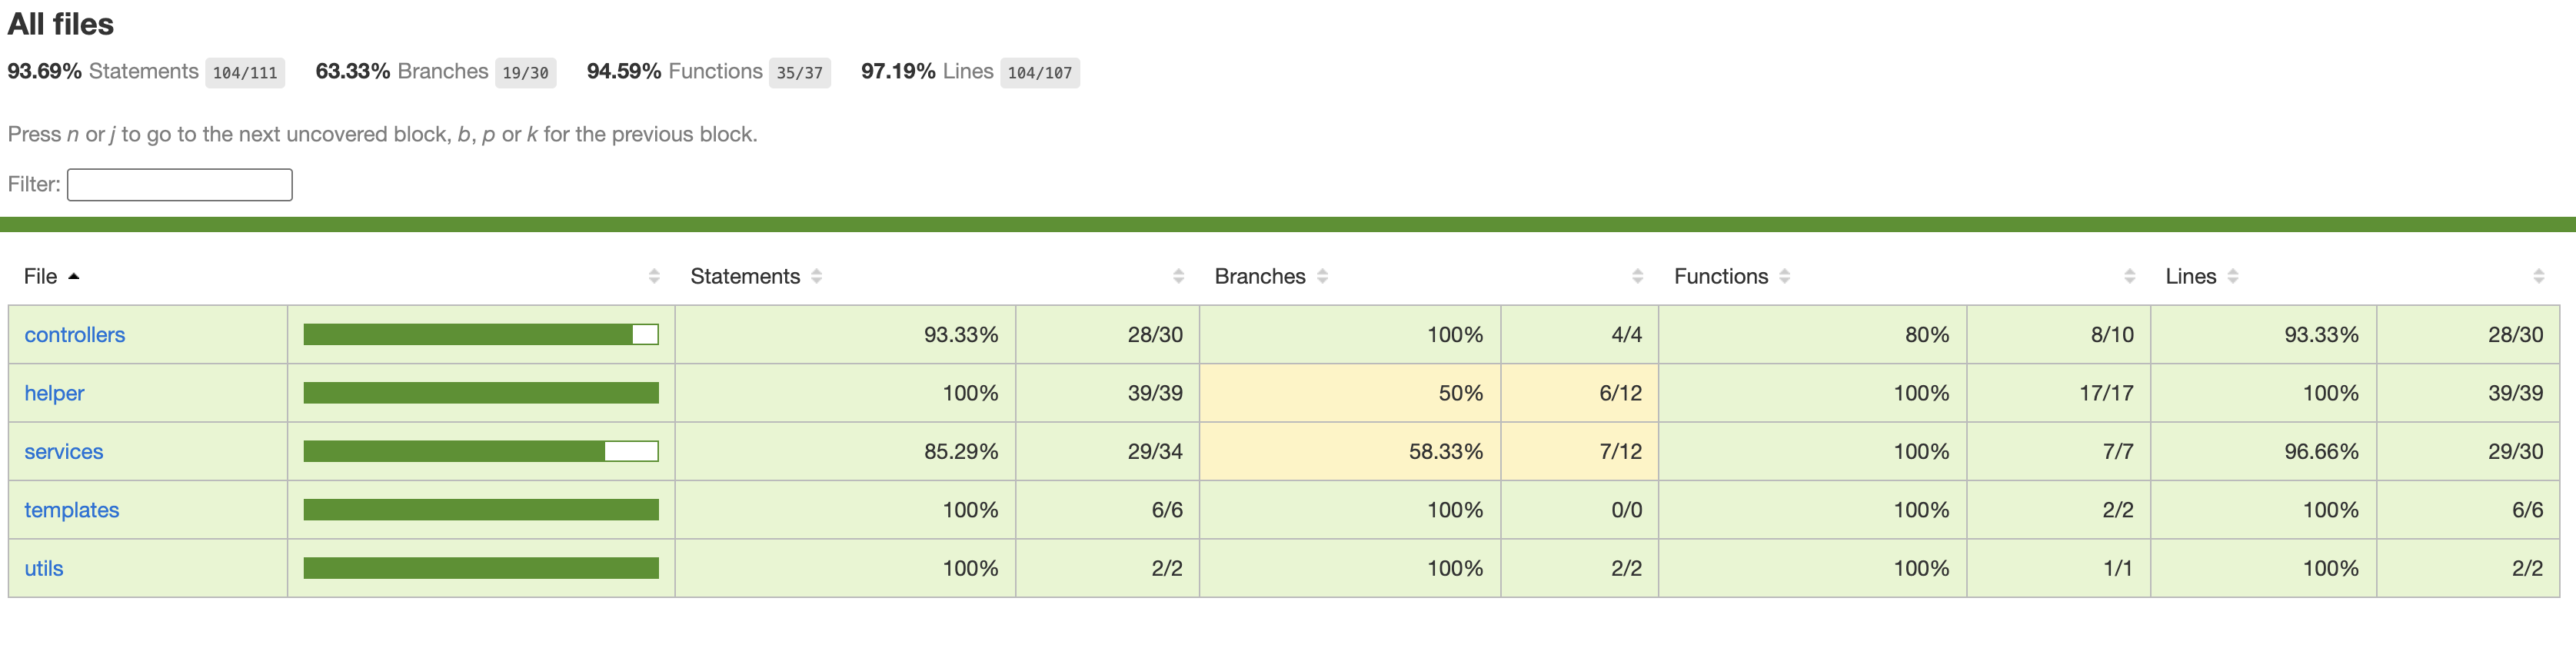 All files
93.69% Statements 104/111 63.33% Branches 19/30 94.59% Functions 35/37 97.19% Lines 104/107
Press n or j to go to the next uncovered block, b, p or k for the previous block.
Filter:
File Statements Branches Functions Lines
controllers 93.33% 28/30 100% 4/4 80% 8/10 93.33% 28/30
helper 100% 39/39 50% 6/12 100% 17/17 100% 39/39
services 85.29% 29/34 58.33% 7/12 100% 7/7 96.66% 29/30
templates 100% 6/6 100% 0/0 100% 2/2 100% 6/6
utils 100% 2/2 100% 2/2 100% 1/1 100% 2/2